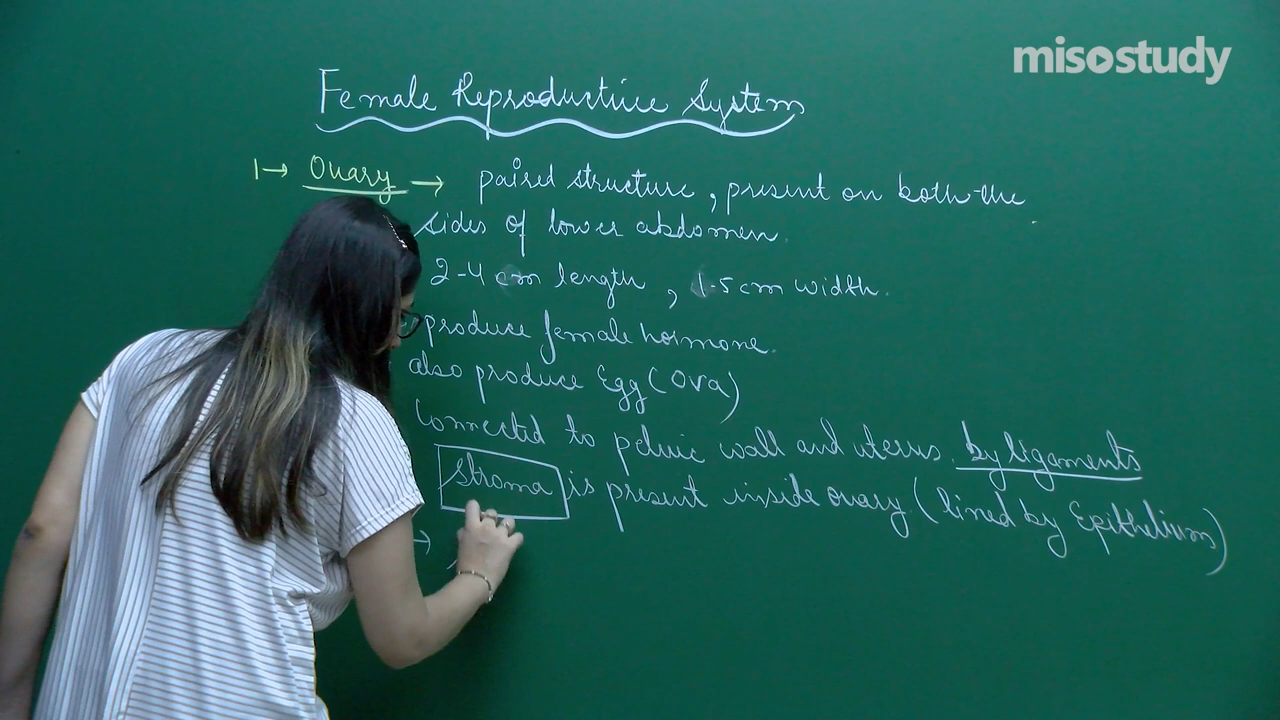 misostudy
Female Reproductive System
1→ Ovary → paired structure, present on both the
sides of lower abdomen.
2-4 cm length, 1.5cm width.
produce female hormone.
also produce Egg (Ova)
Connected to pelvic wall and uterus by ligaments
Stroma is present inside ovary (lined by Epithelium)
→